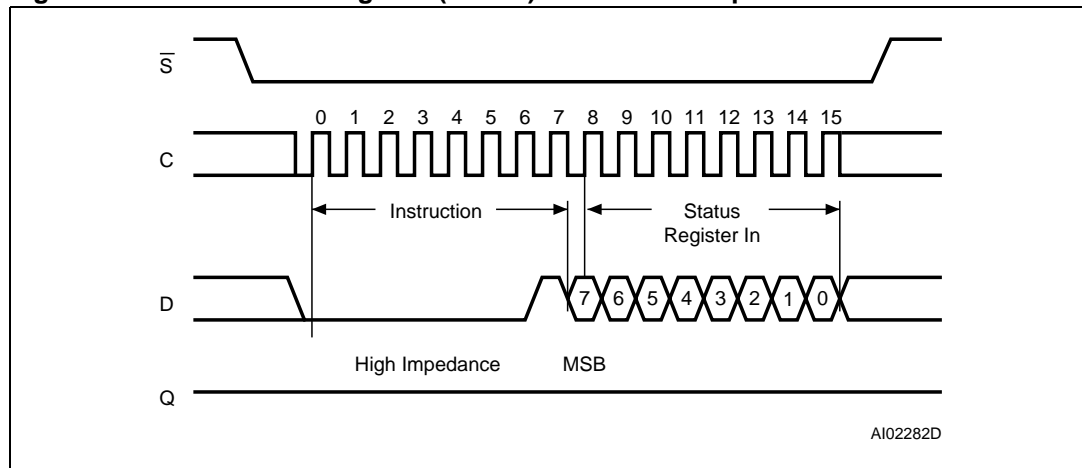 S
0 1 2 3 4 5 6 7 8 9 10 11 12 13 14 15
C
Instruction
Status
Register In
D
7 6 5 4 3 2 1 0
High Impedance MSB
Q
AI02282D